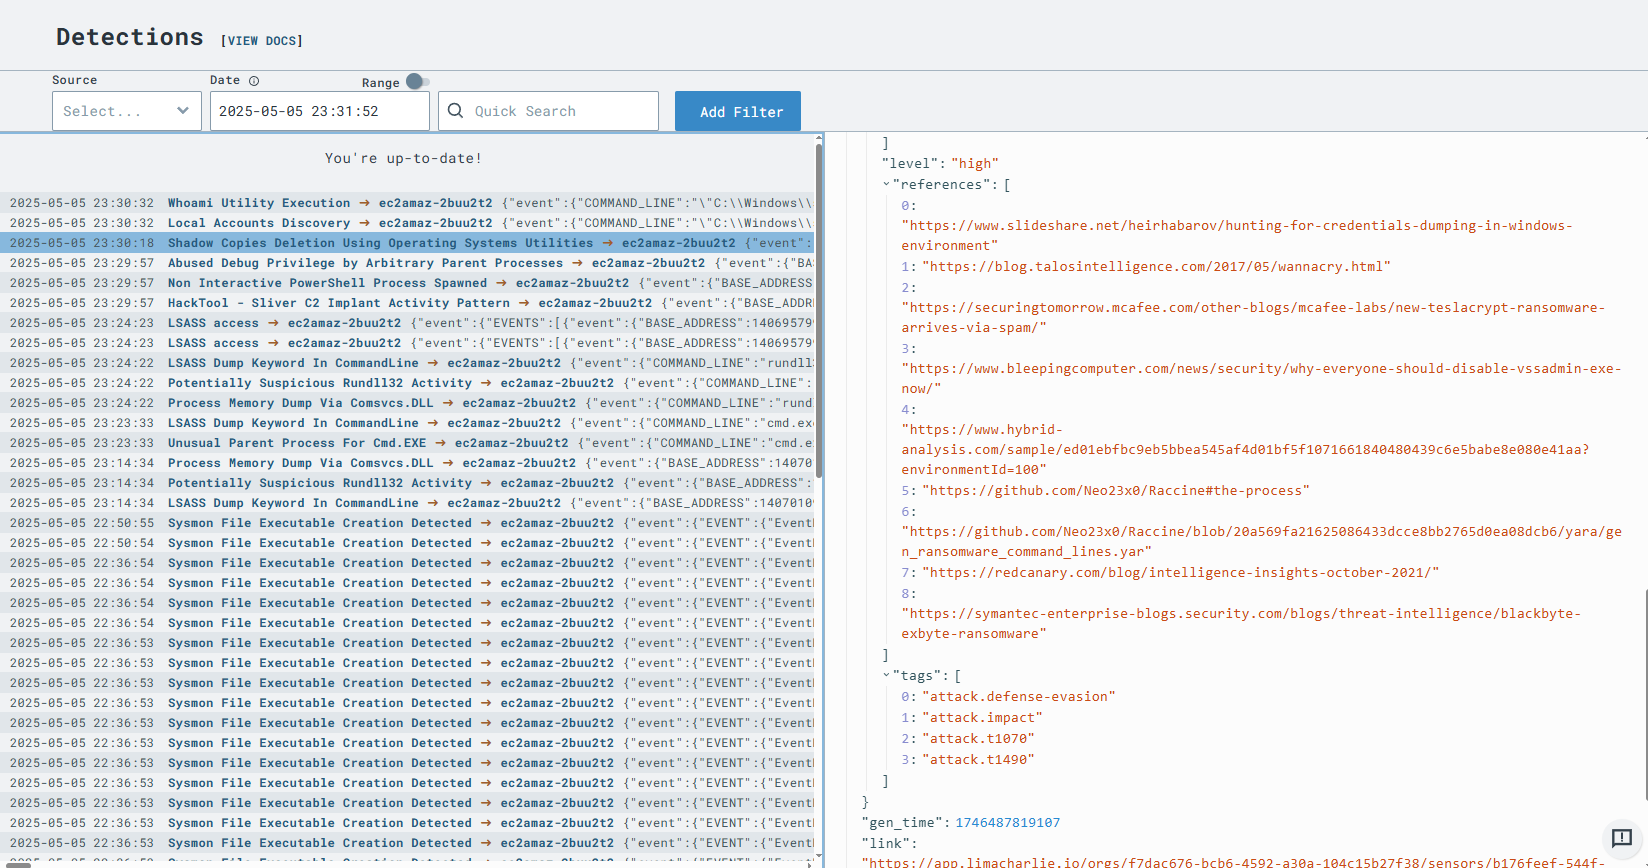 Detections [VIEW DOCS]
Source
Date
Range
Select...
2025-05-05 23:31:52
Quick Search
Add Filter
You're up-to-date!
2025-05-05 23:30:32 Whoami Utility Execution → ec2amaz-2buu2t2 {"event":{"COMMAND_LINE":"\"C:\\Windows\\
2025-05-05 23:30:32 Local Accounts Discovery → ec2amaz-2buu2t2 {"event":{"COMMAND_LINE":"\"C:\\Windows\\
2025-05-05 23:30:18 Shadow Copies Deletion Using Operating Systems Utilities → ec2amaz-2buu2t2 {"event":
2025-05-05 23:29:57 Abused Debug Privilege by Arbitrary Parent Processes → ec2amaz-2buu2t2 {"event":{"BA
2025-05-05 23:29:57 Non Interactive PowerShell Process Spawned → ec2amaz-2buu2t2 {"event":{"BASE_ADDRESS
2025-05-05 23:29:57 HackTool - Sliver C2 Implant Activity Pattern → ec2amaz-2buu2t2 {"event":{"BASE_ADDR
2025-05-05 23:24:23 LSASS access → ec2amaz-2buu2t2 {"event":{"EVENTS":[{"event":{"BASE_ADDRESS":14069579
2025-05-05 23:24:23 LSASS access → ec2amaz-2buu2t2 {"event":{"EVENTS":[{"event":{"BASE_ADDRESS":14069579
2025-05-05 23:24:22 LSASS Dump Keyword In CommandLine → ec2amaz-2buu2t2 {"event":{"COMMAND_LINE":"rundll
2025-05-05 23:24:22 Potentially Suspicious Rundll32 Activity → ec2amaz-2buu2t2 {"event":{"COMMAND_LINE":
2025-05-05 23:24:22 Process Memory Dump Via Comsvcs.DLL → ec2amaz-2buu2t2 {"event":{"COMMAND_LINE":"rund
2025-05-05 23:23:33 LSASS Dump Keyword In CommandLine → ec2amaz-2buu2t2 {"event":{"COMMAND_LINE":"cmd.ex
2025-05-05 23:23:33 Unusual Parent Process For Cmd.EXE → ec2amaz-2buu2t2 {"event":{"COMMAND_LINE":"cmd.e
2025-05-05 23:14:34 Process Memory Dump Via Comsvcs.DLL → ec2amaz-2buu2t2 {"event":{"BASE_ADDRESS":14070
2025-05-05 23:14:34 Potentially Suspicious Rundll32 Activity → ec2amaz-2buu2t2 {"event":{"BASE_ADDRESS":
2025-05-05 23:14:34 LSASS Dump Keyword In CommandLine → ec2amaz-2buu2t2 {"event":{"BASE_ADDRESS":1407010
2025-05-05 22:50:55 Sysmon File Executable Creation Detected → ec2amaz-2buu2t2 {"event":{"EVENT":{"Event
2025-05-05 22:50:54 Sysmon File Executable Creation Detected → ec2amaz-2buu2t2 {"event":{"EVENT":{"Event
2025-05-05 22:36:54 Sysmon File Executable Creation Detected → ec2amaz-2buu2t2 {"event":{"EVENT":{"Event
2025-05-05 22:36:54 Sysmon File Executable Creation Detected → ec2amaz-2buu2t2 {"event":{"EVENT":{"Event
2025-05-05 22:36:54 Sysmon File Executable Creation Detected → ec2amaz-2buu2t2 {"event":{"EVENT":{"Event
2025-05-05 22:36:54 Sysmon File Executable Creation Detected → ec2amaz-2buu2t2 {"event":{"EVENT":{"Event
2025-05-05 22:36:53 Sysmon File Executable Creation Detected → ec2amaz-2buu2t2 {"event":{"EVENT":{"Event
2025-05-05 22:36:53 Sysmon File Executable Creation Detected → ec2amaz-2buu2t2 {"event":{"EVENT":{"Event
2025-05-05 22:36:53 Sysmon File Executable Creation Detected → ec2amaz-2buu2t2 {"event":{"EVENT":{"Event
2025-05-05 22:36:53 Sysmon File Executable Creation Detected → ec2amaz-2buu2t2 {"event":{"EVENT":{"Event
2025-05-05 22:36:53 Sysmon File Executable Creation Detected → ec2amaz-2buu2t2 {"event":{"EVENT":{"Event
2025-05-05 22:36:53 Sysmon File Executable Creation Detected → ec2amaz-2buu2t2 {"event":{"EVENT":{"Event
2025-05-05 22:36:53 Sysmon File Executable Creation Detected → ec2amaz-2buu2t2 {"event":{"EVENT":{"Event
2025-05-05 22:36:53 Sysmon File Executable Creation Detected → ec2amaz-2buu2t2 {"event":{"EVENT":{"Event
2025-05-05 22:36:53 Sysmon File Executable Creation Detected → ec2amaz-2buu2t2 {"event":{"EVENT":{"Event
2025-05-05 22:36:53 Sysmon File Executable Creation Detected → ec2amaz-2buu2t2 {"event":{"EVENT":{"Event
2025-05-05 22:36:53 Sysmon File Executable Creation Detected → ec2amaz-2buu2t2 {"event":{"EVENT":{"Event
]
"level": "high"
"references": [
0:
"https://www.slideshare.net/heirhabarov/hunting-for-credentials-dumping-in-windows-
environment"
1: "https://blog.talosintelligence.com/2017/05/wannacry.html"
2:
"https://securingtomorrow.mcafee.com/other-blogs/mcafee-labs/new-teslacrypt-ransomware-
arrives-via-spam/"
3:
"https://www.bleepingcomputer.com/news/security/why-everyone-should-disable-vssadmin-exe-
now/"
4:
"https://www.hybrid-
analysis.com/sample/ed01ebfbc9eb5bbea545af4d01bf5f1071661840480439c6e5babe8e080e41aa?
environmentId=100"
5: "https://github.com/Neo23x0/Raccine#the-process"
6:
"https://github.com/Neo23x0/Raccine/blob/20a569fa21625086433dcce8bb2765d0ea08dcb6/yara/ge
n_ransomware_command_lines.yar"
7: "https://redcanary.com/blog/intelligence-insights-october-2021/"
8:
"https://symantec-enterprise-blogs.security.com/blogs/threat-intelligence/blackbyte-
exbyte-ransomware"
]
"tags": [
0: "attack.defense-evasion"
1: "attack.impact"
2: "attack.t1070"
3: "attack.t1490"
]
}
"gen_time": 1746487819107
"link":
"https://app.limacharlie.io/orgs/f7dac676-bcb6-4592-a30a-104c15b27f38/sensors/b176feef-544f-